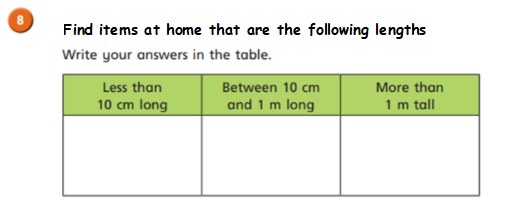 8
Find items at home that are the following lengths
Write your answers in the table.
Less than 10 cm long
Between 10 cm and 1 m long
More than 1 m tall